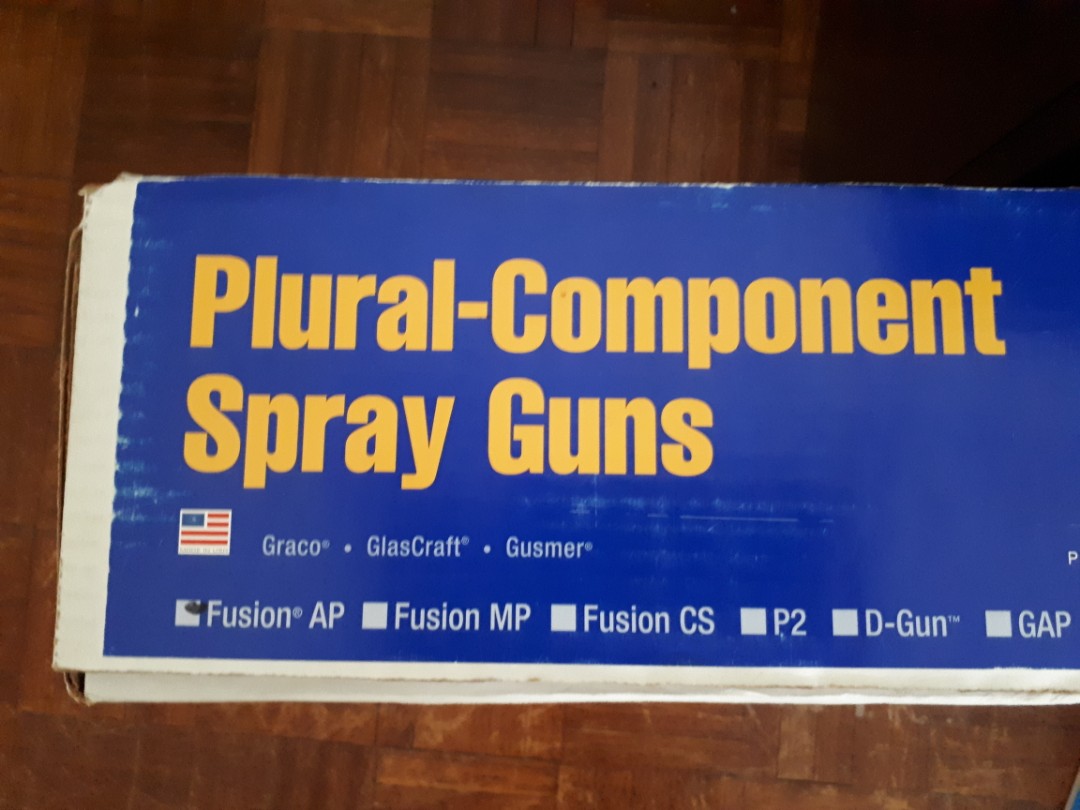 Plural-Component
Spray Guns
Graco® • GlasCraft® • Gusmer®
Fusion® AP Fusion MP Fusion CS P2 D-Gun™ GAP
P